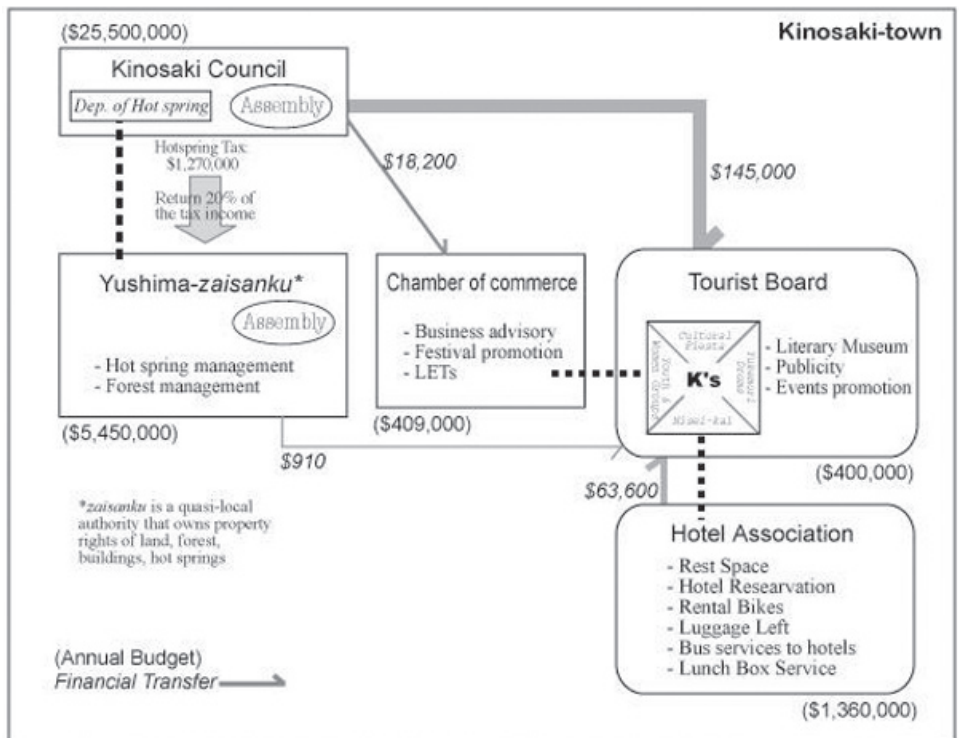 Kinosaki-town
($25,500,000)
Kinosaki Council
Dep. of Hot spring
Assembly
Hotspring Tax:
$1,270,000
Return 20% of
the tax income
$18,200
$145,000
Yushima-zaisanku*
Assembly
- Hot spring management
- Forest management
($5,450,000)
Chamber of commerce
- Business advisory
- Festival promotion
- LETs
($409,000)
Tourist Board
Cultural
Fiesta
Youth &
Women Groups
K's
Nisei-kai
- Literary Museum
- Publicity
- Events promotion
($400,000)
$910
$63,600
*zaisanku is a quasi-local
authority that owns property
rights of land, forest,
buildings, hot springs
Hotel Association
- Rest Space
- Hotel Researvation
- Rental Bikes
- Luggage Left
- Bus services to hotels
- Lunch Box Service
($1,360,000)
(Annual Budget)
Financial Transfer